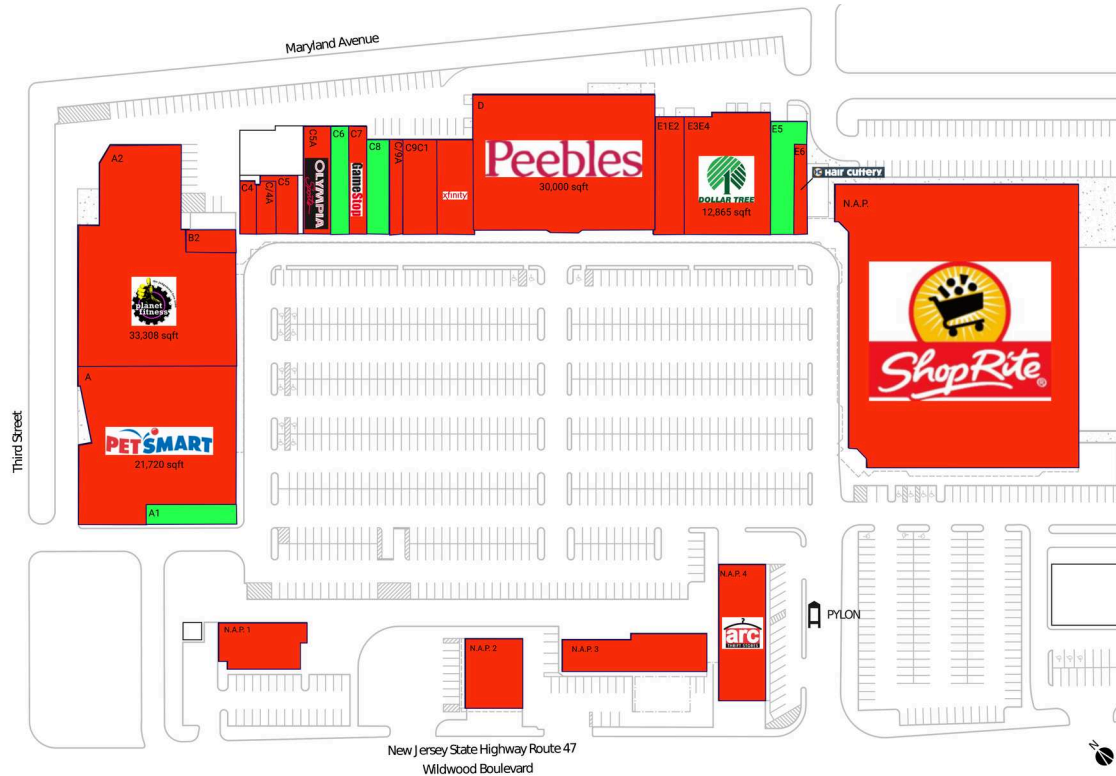 Maryland Avenue
A2
B2
planet
fitness
33,308 sqft
A
PETSMART
21,720 sqft
A1
Third Street
C4
C/4A
C5
C5A
OLYMPIA
C6
C7
GameStop
C8
C/9A
C9C1
xfinity
D
Peebles
30,000 sqft
E1E2
E3E4
DOLLAR TREE
12,865 sqft
E5
E6
HC HAIR CUTTERY
N.A.P.
ShopRite®
N.A.P. 1
N.A.P. 2
N.A.P. 3
N.A.P. 4
arc
THRIFT STORES
PYLON
New Jersey State Highway Route 47
Wildwood Boulevard
N